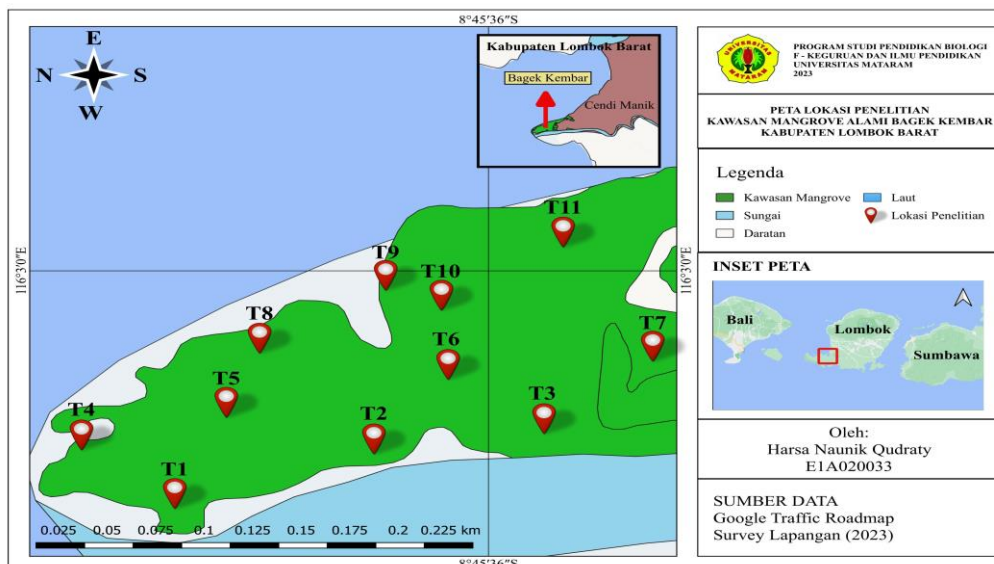 8°45'36"S
E
N S
W
116°3'0"E
116°3'0"E
Kabupaten Lombok Barat
Bagek Kembar
Cendi Manik
T11
T9
T10
T8
T7
T6
T5
T3
T4
T2
T1
0.025 0.05 0.075 0.1 0.125 0.15 0.175 0.2 0.225 km
8°45'36"S
UNIVERSITAS
MATARAM
PROGRAM STUDI PENDIDIKAN BIOLOGI
F - KEGURUAN DAN ILMU PENDIDIKAN
UNIVERSITAS MATARAM
2023
PETA LOKASI PENELITIAN
KAWASAN MANGROVE ALAMI BAGEK KEMBAR
KABUPATEN LOMBOK BARAT
Legenda
Kawasan Mangrove
Sungai
Daratan
Laut
Lokasi Penelitian
INSET PETA
Bali
Lombok
Sumbawa
Oleh:
Harsa Naunik Qudraty
E1A020033
SUMBER DATA
Google Traffic Roadmap
Survey Lapangan (2023)